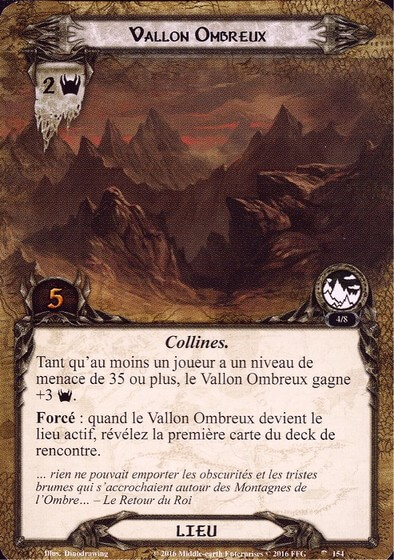 Vallon Ombreux
2
5
4/8
Collines.
Tant qu'au moins un joueur a un niveau de
menace de 35 ou plus, le Vallon Ombreux gagne
+3
Forcé : quand le Vallon Ombreux devient le
lieu actif, révélez la première carte du deck de
rencontre.
... rien ne pouvait emporter les obscurités et les tristes
brumes qui s'accrochaient autour des Montagnes de
l'Ombre... – Le Retour du Roi
LIEU
Illus. Dinodrawing © 2016 Middle-earth Enterprises © 2016 FFG 154